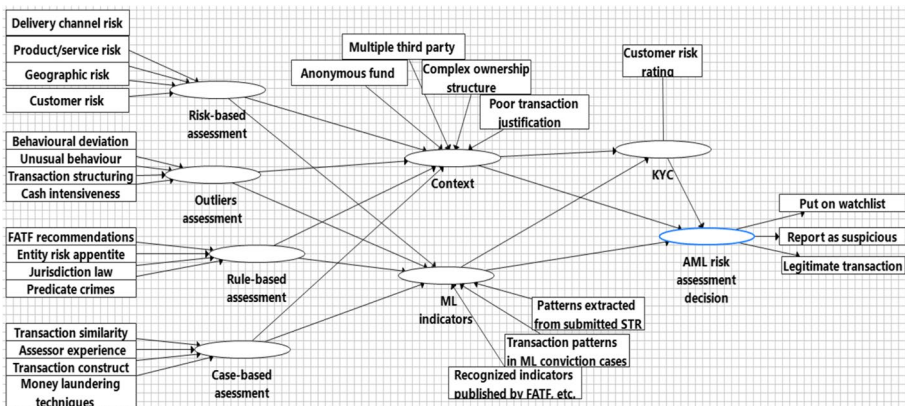 Delivery channel risk
Product/service risk
Geographic risk
Customer risk
Risk-based
assessment
Behavioural deviation
Unusual behaviour
Transaction structuring
Cash intensiveness
Outliers
assessment
FATF recommendations
Entity risk appentite
Jurisdiction law
Predicate crimes
Rule-based
assessment
Transaction similarity
Assessor experience
Transaction construct
Money laundering
techniques
Case-based
asessment
Multiple third party
Anonymous fund
Complex ownership
structure
Poor transaction
justification
Context
ML
indicators
Patterns extracted
from submitted STR
Transaction patterns
in ML conviction cases
Recognized indicators
published by FATF, etc.
Customer risk
rating
KYC
AML risk
assessment
decision
Put on watchlist
Report as suspicious
Legitimate transaction